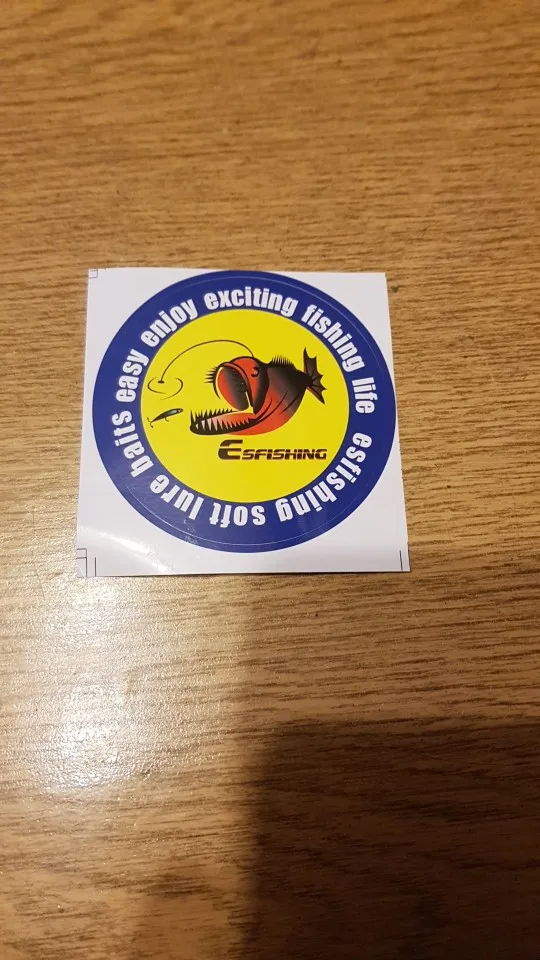 easy enjoy exciting fishing life
esfishing soft lure baits
ESFISHING